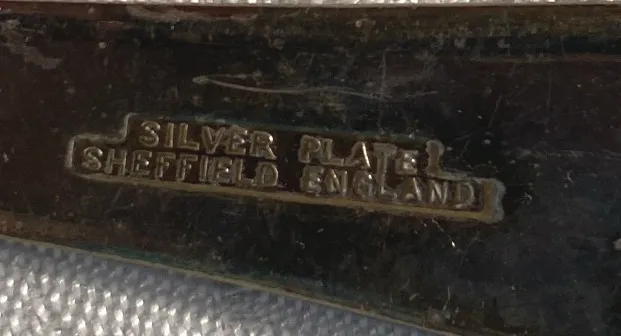 SILVER PLATE
SHEFFIELD ENGLAND